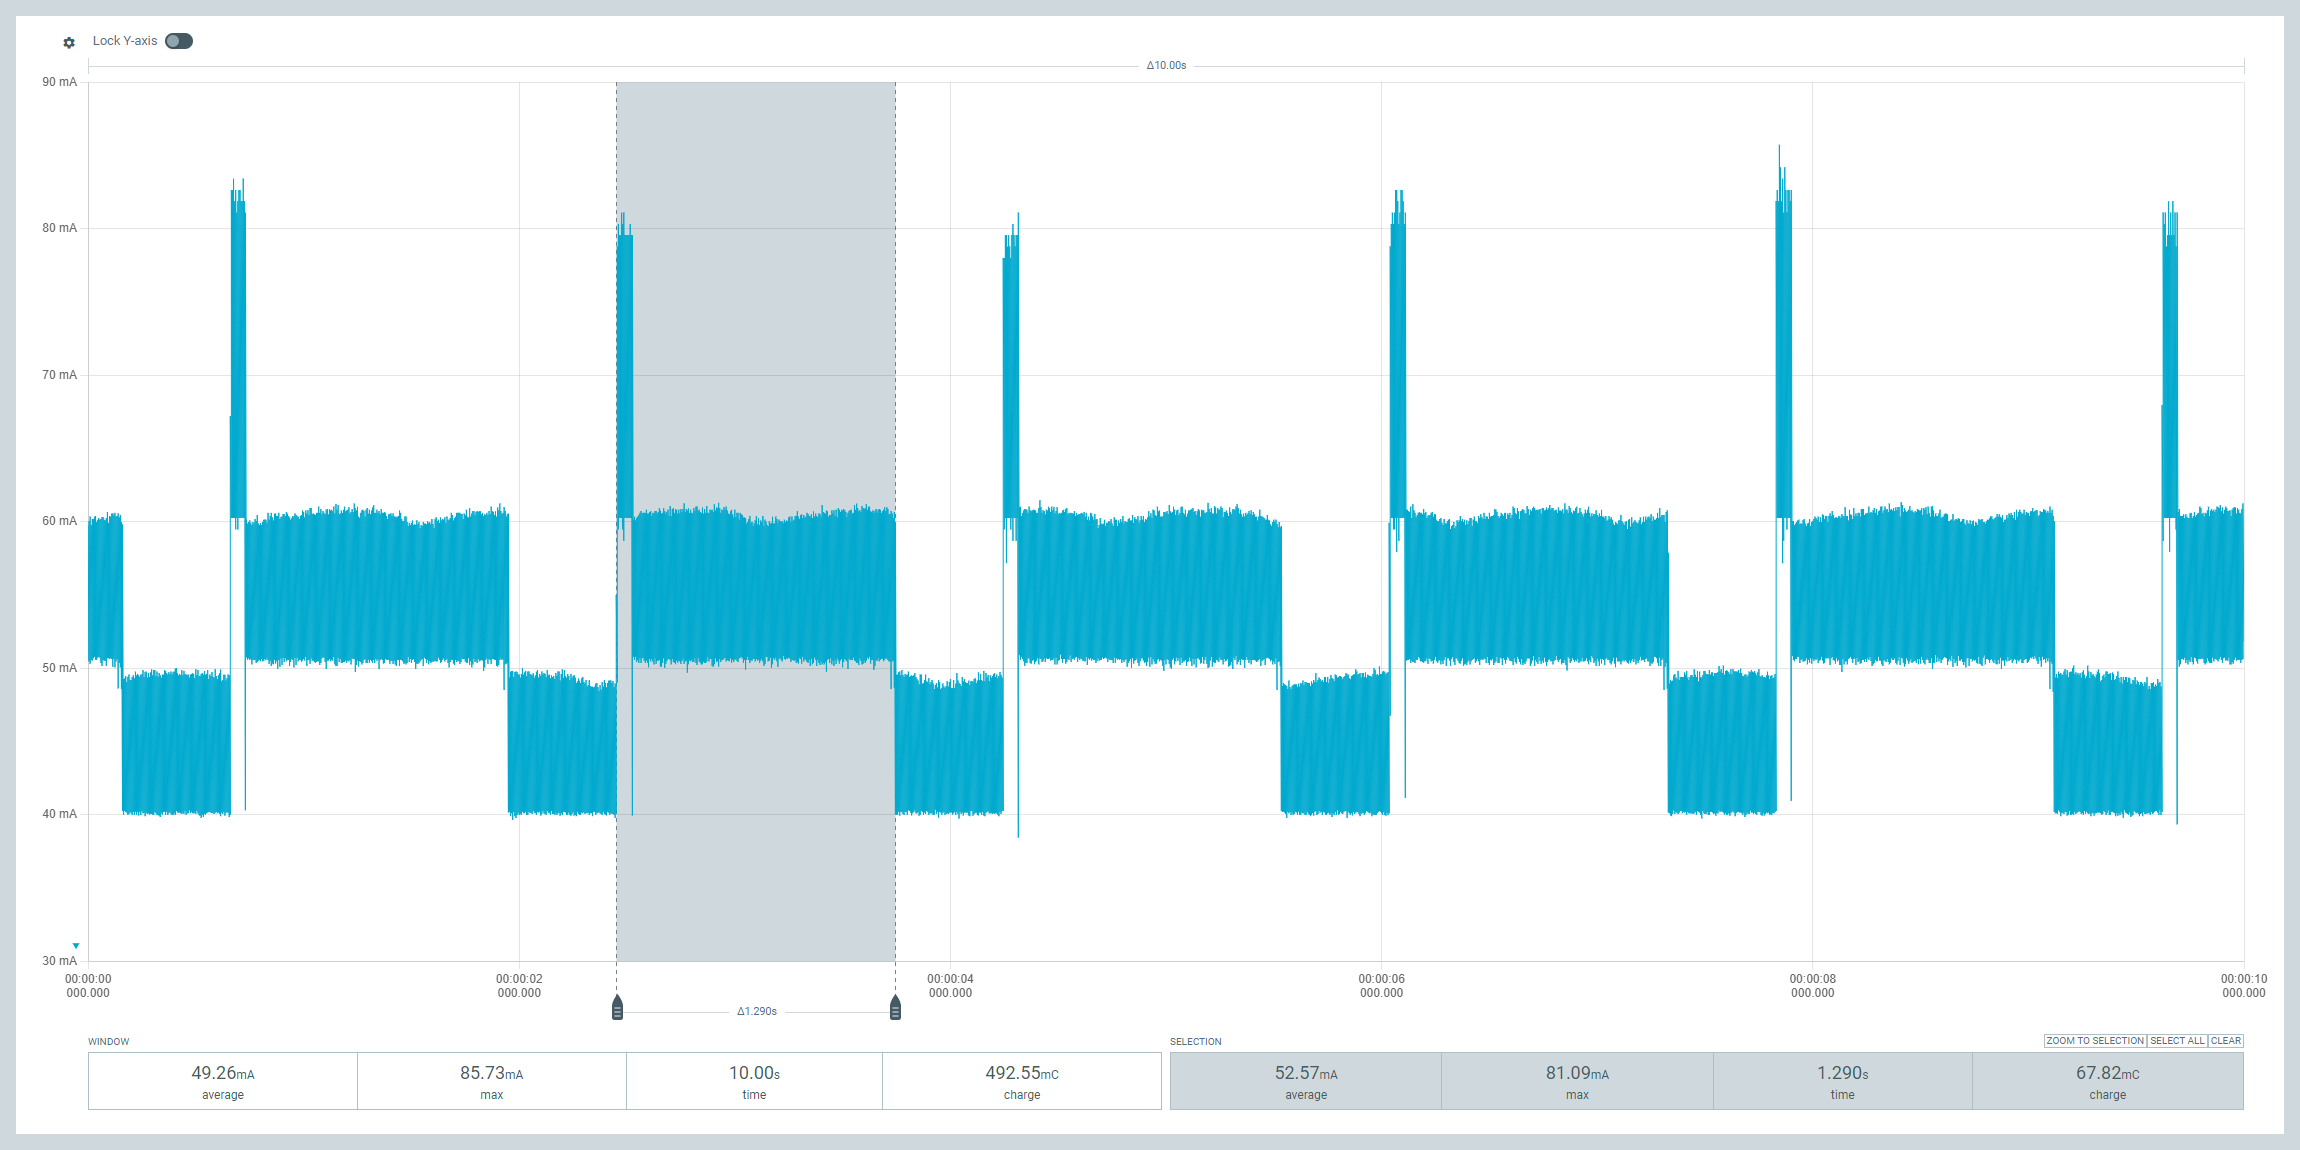 Lock Y-axis
Δ10.00s
90 mA
80 mA
70 mA
60 mA
50 mA
40 mA
30 mA
00:00:00 00:00:02 00:00:04 00:00:06 00:00:08 00:00:10
000.000 000.000 000.000 000.000 000.000 000.000
Δ1.290s
WINDOW
49.26mA 85.73mA 10.00s 492.55mC
average max time charge
SELECTION ZOOM TO SELECTION SELECT ALL CLEAR
52.57mA 81.09mA 1.290s 67.82mC
average max time charge